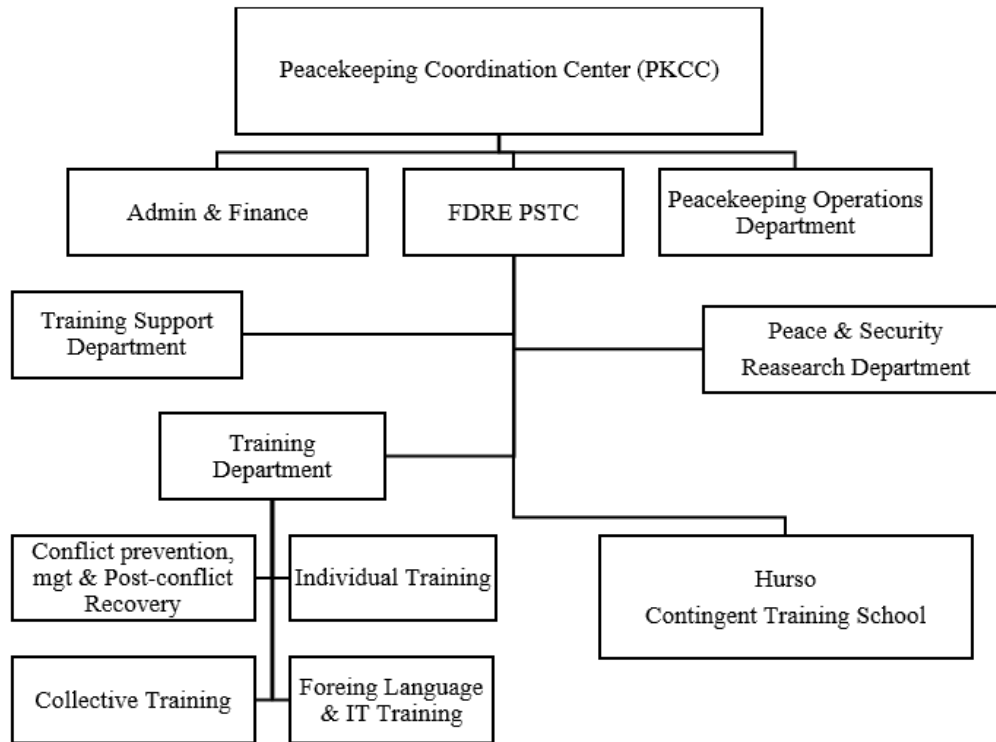 Peacekeeping Coordination Center (PKCC)
Admin & Finance
FDRE PSTC
Peacekeeping Operations
Department
Training Support
Department
Peace & Security
Reasearch Department
Training
Department
Conflict prevention,
mgt & Post-conflict
Recovery
Individual Training
Hurso
Contingent Training School
Collective Training
Foreing Language
& IT Training